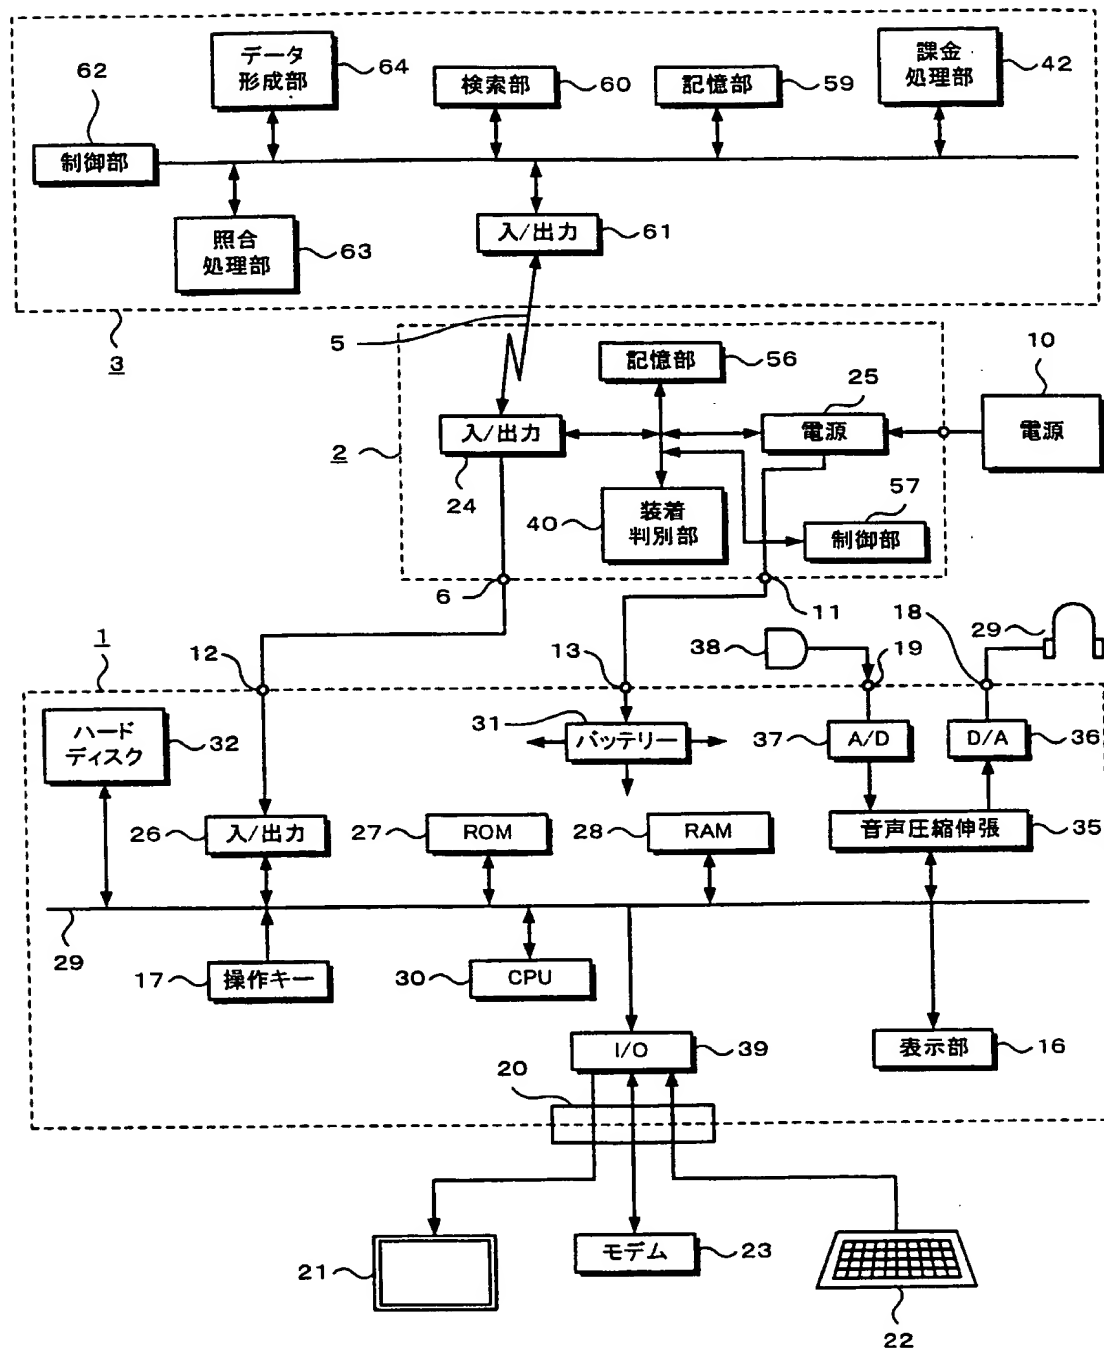 データ
形成部
64
検索部
60
記憶部
59
課金
処理部
42
62
制御部
照合
処理部
63
入/出力
61
3
5
記憶部
56
25
10
入/出力
電源
電源
2
24
装着
判別部
40
57
制御部
6
11
1
12
13
38
19
18
29
ハード
ディスク
32
31
バッテリー
37
A/D
D/A
36
26
入/出力
27
ROM
28
RAM
音声圧縮伸張
35
29
17
操作キー
30
CPU
I/O
39
表示部
16
20
21
モデム
23
22